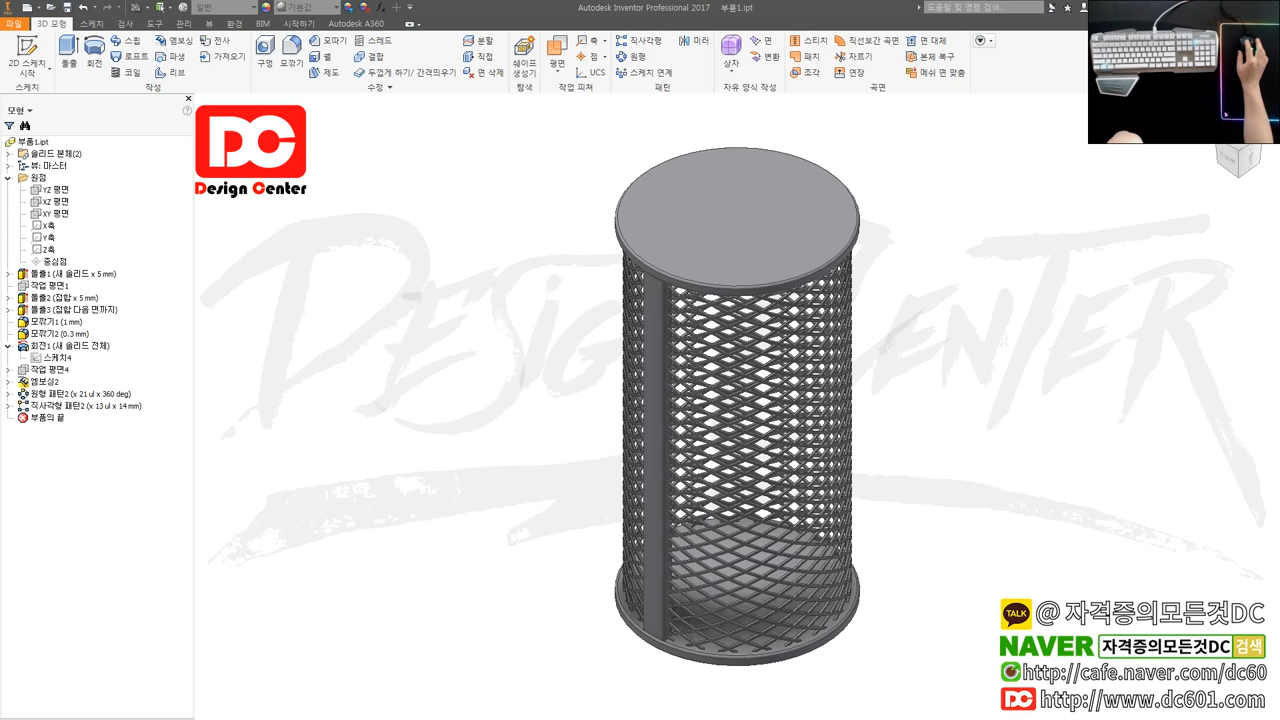 일반
기본값
Autodesk Inventor Professional 2017 부품1.ipt
도움말 및 명령 검색...
파일 3D 모형 스케치 검사 도구 관리 뷰 환경 BIM 시작하기 Autodesk A360
2D 스케치 시작
돌출 회전
스윕 엠보싱 전사
로프트 파생 가져오기
코일 리브
구멍 모깎기
모따기 스레드 분할
쉘 결합 직접
제도 두껍게 하기/ 간격띄우기 면 삭제
쉐이프 생성기
평면
축
점
UCS
직사각형 미러
원형
스케치 연계
상자
면
변환
스티치 직선보간 곡면 면 대체
패치 자르기 본체 복구
조각 연장 메쉬 면 맞춤
스케치 작성 수정 탐색 작업 피쳐 패턴 자유 양식 작성 곡면
모형
부품1.ipt
솔리드 본체(2)
뷰: 마스터
원점
YZ 평면
XZ 평면
XY 평면
X축
Y축
Z축
중심점
돌출1 (새 솔리드 x 5 mm)
작업 평면1
돌출2 (접합 x 5 mm)
돌출3 (접합 다음 면까지)
모깎기1 (1 mm)
모깎기2 (0.3 mm)
회전1 (새 솔리드 전체)
스케치4
작업 평면4
엠보싱2
원형 패턴2 (x 21 ul x 360 deg)
직사각형 패턴2 (x 13 ul x 14 mm)
부품의 끝
DC
Design Center
DESIGN CENTER
TALK @ 자격증의모든것DC
NAVER 자격증의모든것DC 검색
http://cafe.naver.com/dc60
DC http://www.dc601.com